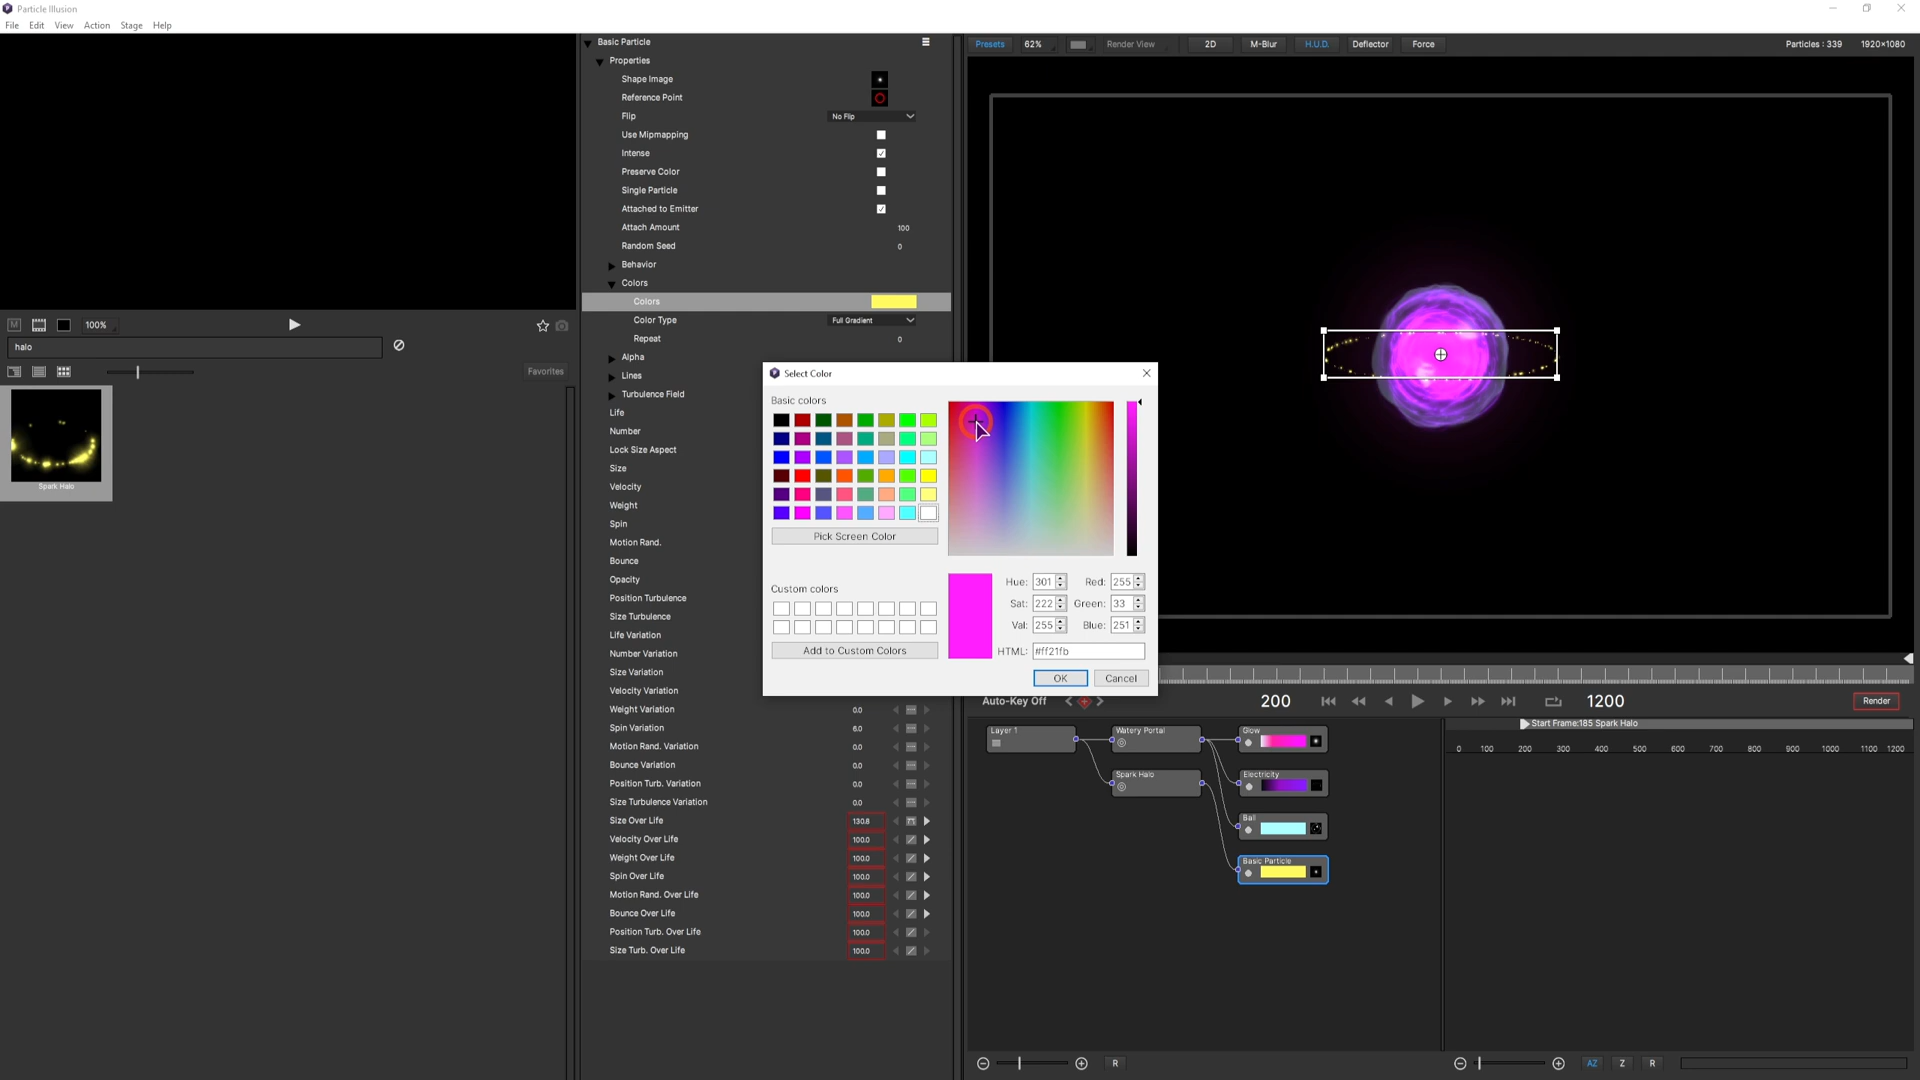 Particle Illusion
File Edit View Action Stage Help
Basic Particle
Properties
Shape Image
Reference Point
Flip No Flip
Use Mipmapping
Intense
Preserve Color
Single Particle
Attached to Emitter
Attach Amount 100
Random Seed 0
Behavior
Colors
Colors
Color Type Full Gradient
Repeat 0
Alpha
Lines
Turbulence Field
Life
Number
Lock Size Aspect
Size
Velocity
Weight
Spin
Motion Rand.
Bounce
Opacity
Position Turbulence
Size Turbulence
Life Variation
Number Variation
Size Variation
Velocity Variation
Weight Variation 0.0
Spin Variation 6.0
Motion Rand. Variation 0.0
Bounce Variation 0.0
Position Turb. Variation 0.0
Size Turbulence Variation 0.0
Size Over Life 130.8
Velocity Over Life 100.0
Weight Over Life 100.0
Spin Over Life 100.0
Motion Rand. Over Life 100.0
Bounce Over Life 100.0
Position Turb. Over Life 100.0
Size Turb. Over Life 100.0
M 100%
halo
Favorites
Spark Halo
Presets 62% Render View 2D M-Blur H.U.D. Deflector Force Particles : 339 1920×1080
Select Color
Basic colors
Pick Screen Color
Custom colors
Add to Custom Colors
Hue: 301 Red: 255
Sat: 222 Green: 33
Val: 255 Blue: 251
HTML: #ff21fb
OK Cancel
Auto-Key Off 200 1200 Render
Layer 1 Watery Portal Glow
Spark Halo Electricity
Ball
Basic Particle
Start Frame:185 Spark Halo
0 100 200 300 400 500 600 700 800 900 1000 1100 1200
R AZ Z R